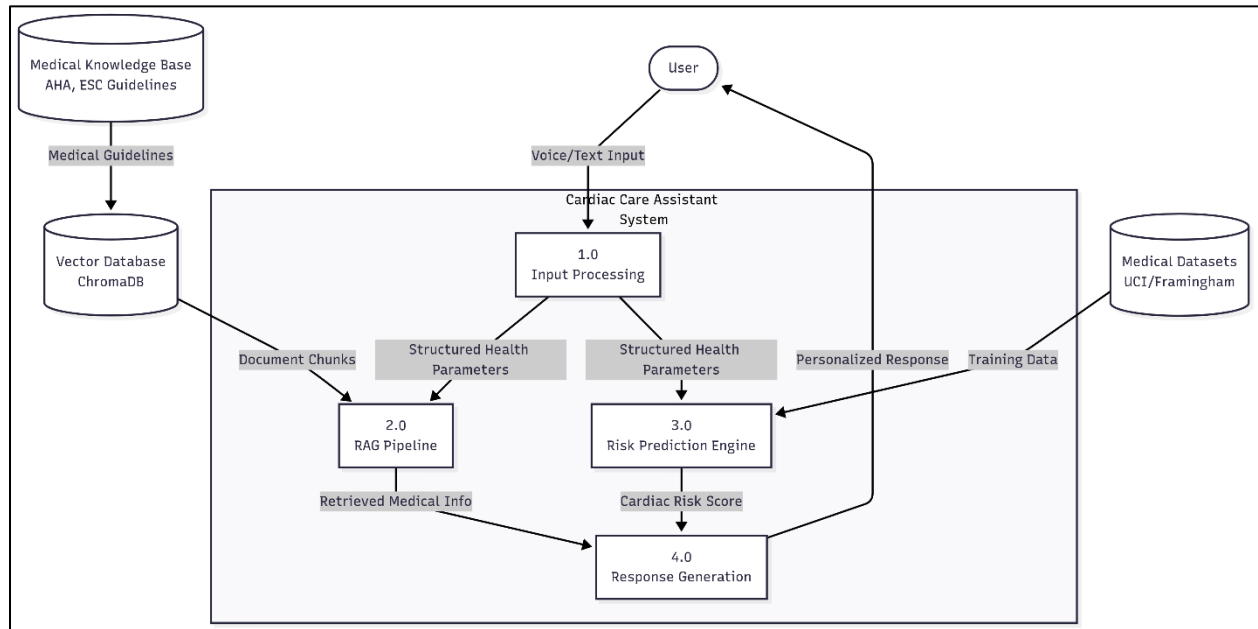 Medical Knowledge Base
AHA, ESC Guidelines
User
Medical Guidelines
Voice/Text Input
Cardiac Care Assistant
System
Vector Database
ChromaDB
1.0
Input Processing
Medical Datasets
UCI/Framingham
Document Chunks
Structured Health
Parameters
Structured Health
Parameters
Personalized Response
Training Data
2.0
RAG Pipeline
3.0
Risk Prediction Engine
Retrieved Medical Info
Cardiac Risk Score
4.0
Response Generation